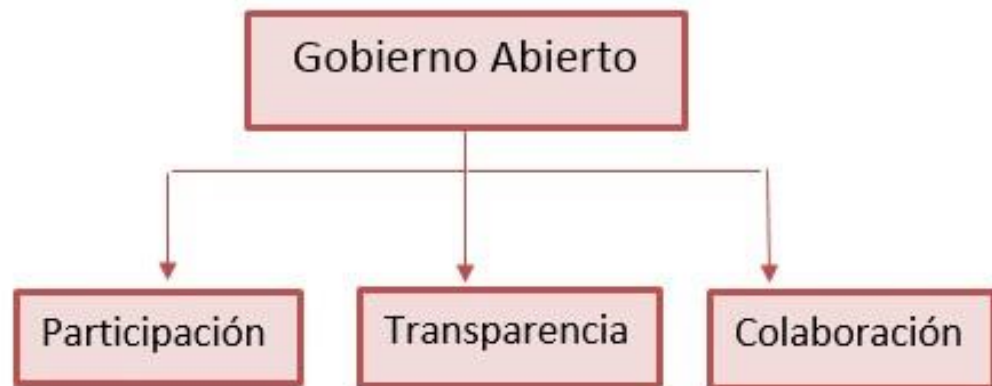 Gobierno Abierto
Participación
Transparencia
Colaboración